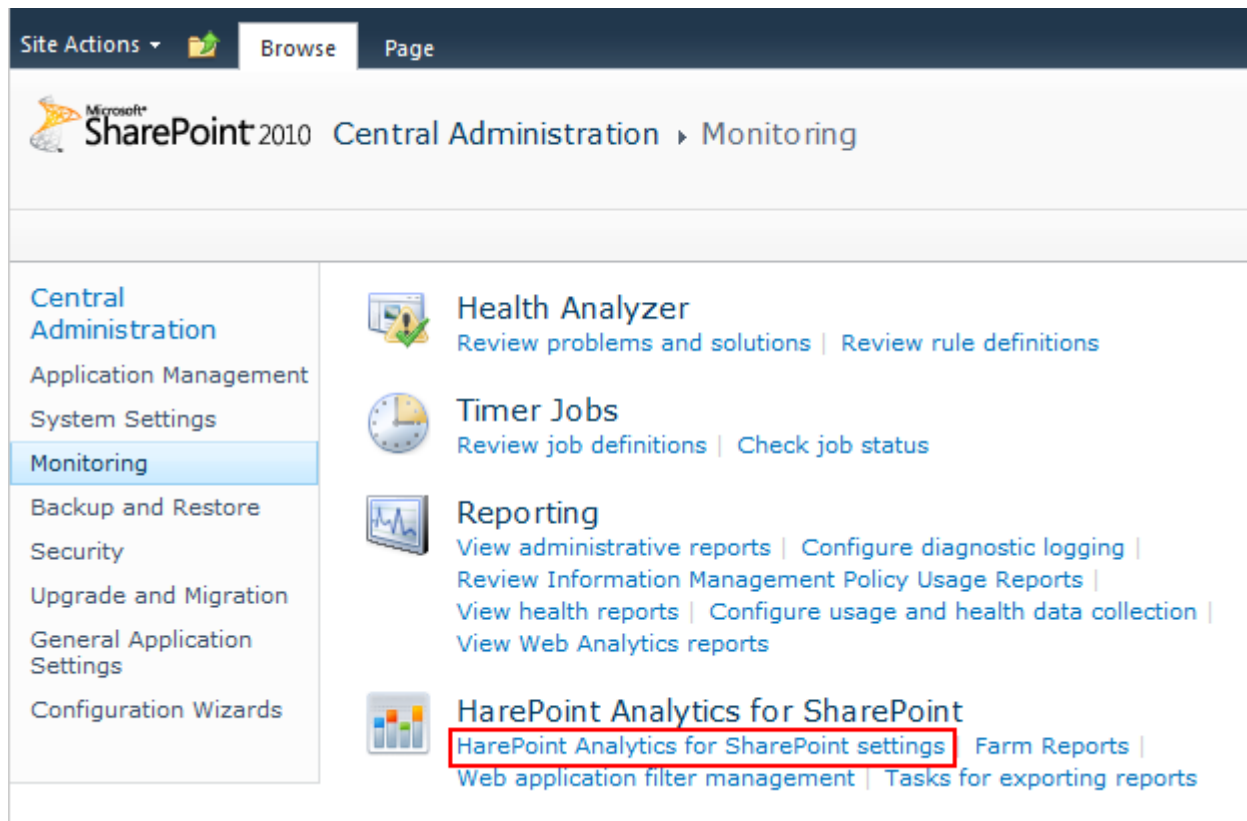 Site Actions Browse Page
Microsoft®
SharePoint 2010 Central Administration ▸ Monitoring
Central
Administration
Application Management
System Settings
Monitoring
Backup and Restore
Security
Upgrade and Migration
General Application
Settings
Configuration Wizards
Health Analyzer
Review problems and solutions | Review rule definitions
Timer Jobs
Review job definitions | Check job status
Reporting
View administrative reports | Configure diagnostic logging |
Review Information Management Policy Usage Reports |
View health reports | Configure usage and health data collection |
View Web Analytics reports
HarePoint Analytics for SharePoint
HarePoint Analytics for SharePoint settings | Farm Reports |
Web application filter management | Tasks for exporting reports